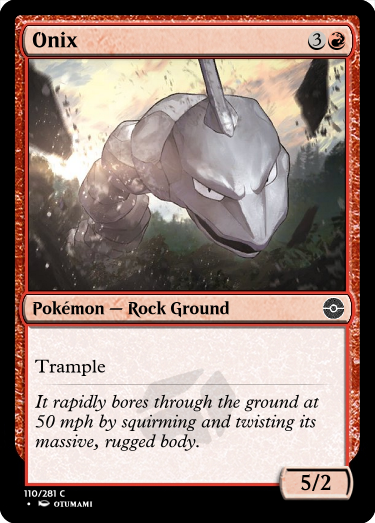 Onix 3
Pokémon — Rock Ground
Trample
It rapidly bores through the ground at
50 mph by squirming and twisting its
massive, rugged body.
5/2
110/281 C
• OTUMAMI